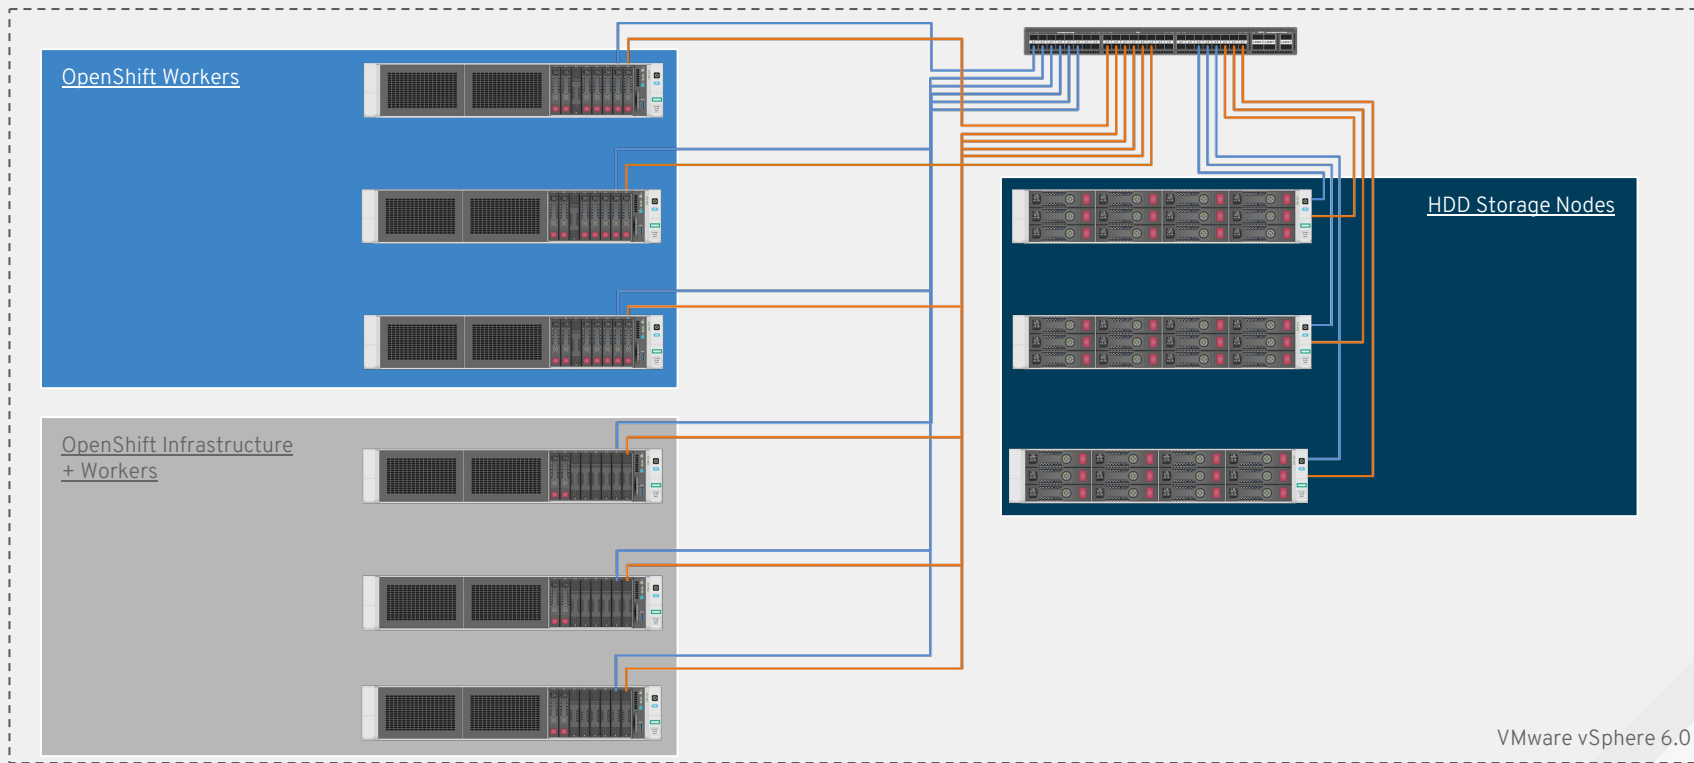 OpenShift Workers
HDD Storage Nodes
OpenShift Infrastructure
+ Workers
VMware vSphere 6.0